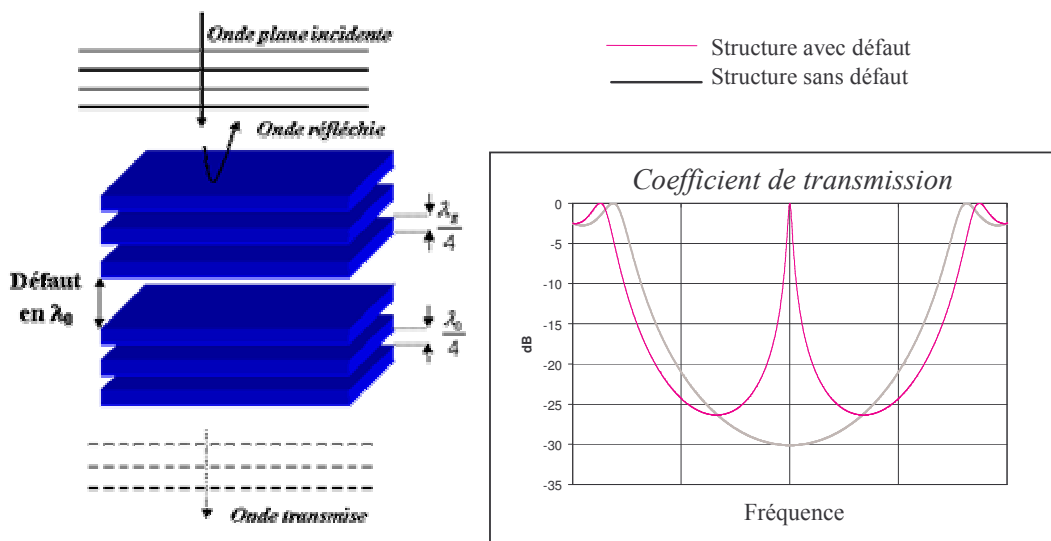 Onde plane incidente
Onde réfléchie
Défaut
en λ₀
4
λ₀
4
Onde transmise
Structure avec défaut
Structure sans défaut
Coefficient de transmission
0
-5
-10
-15
-20
-25
-30
-35
dB
Fréquence